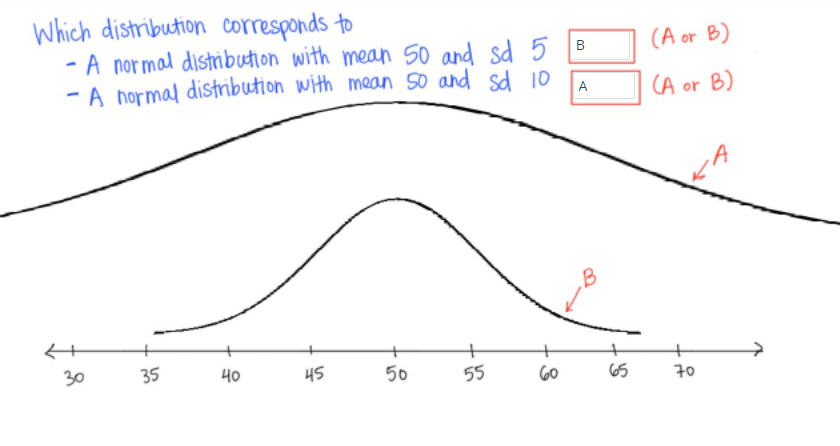 Which distribution corresponds to
- A normal distribution with mean 50 and sd 5 B (A or B)
- A normal distribution with mean 50 and sd 10 A (A or B)
A
B
30 35 40 45 50 55 60 65 70